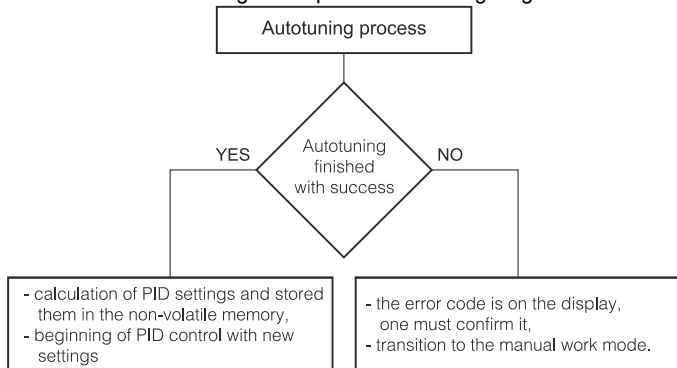 Autotuning process
YES
Autotuning
finished
with success
NO
- calculation of PID settings and stored
them in the non-volatile memory,
- beginning of PID control with new
settings
- the error code is on the display,
one must confirm it,
- transition to the manual work mode.